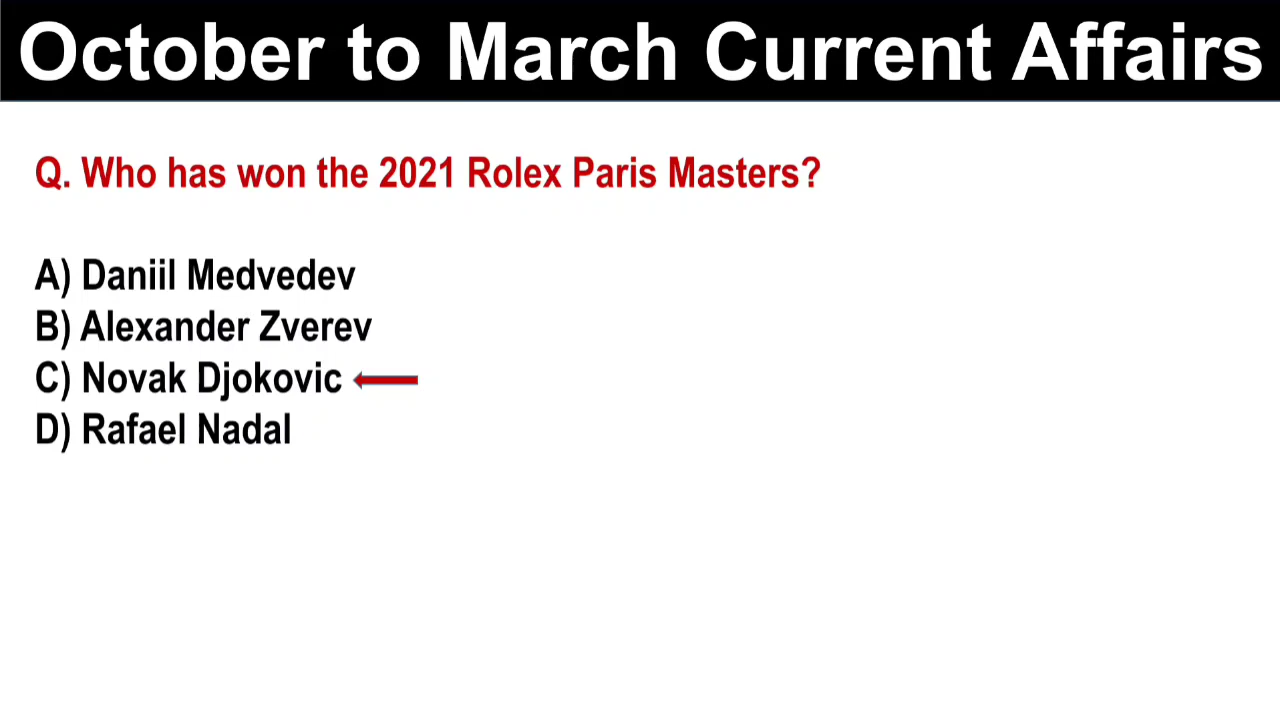 October to March Current Affairs
Q. Who has won the 2021 Rolex Paris Masters?
A) Daniil Medvedev
B) Alexander Zverev
C) Novak Djokovic
D) Rafael Nadal